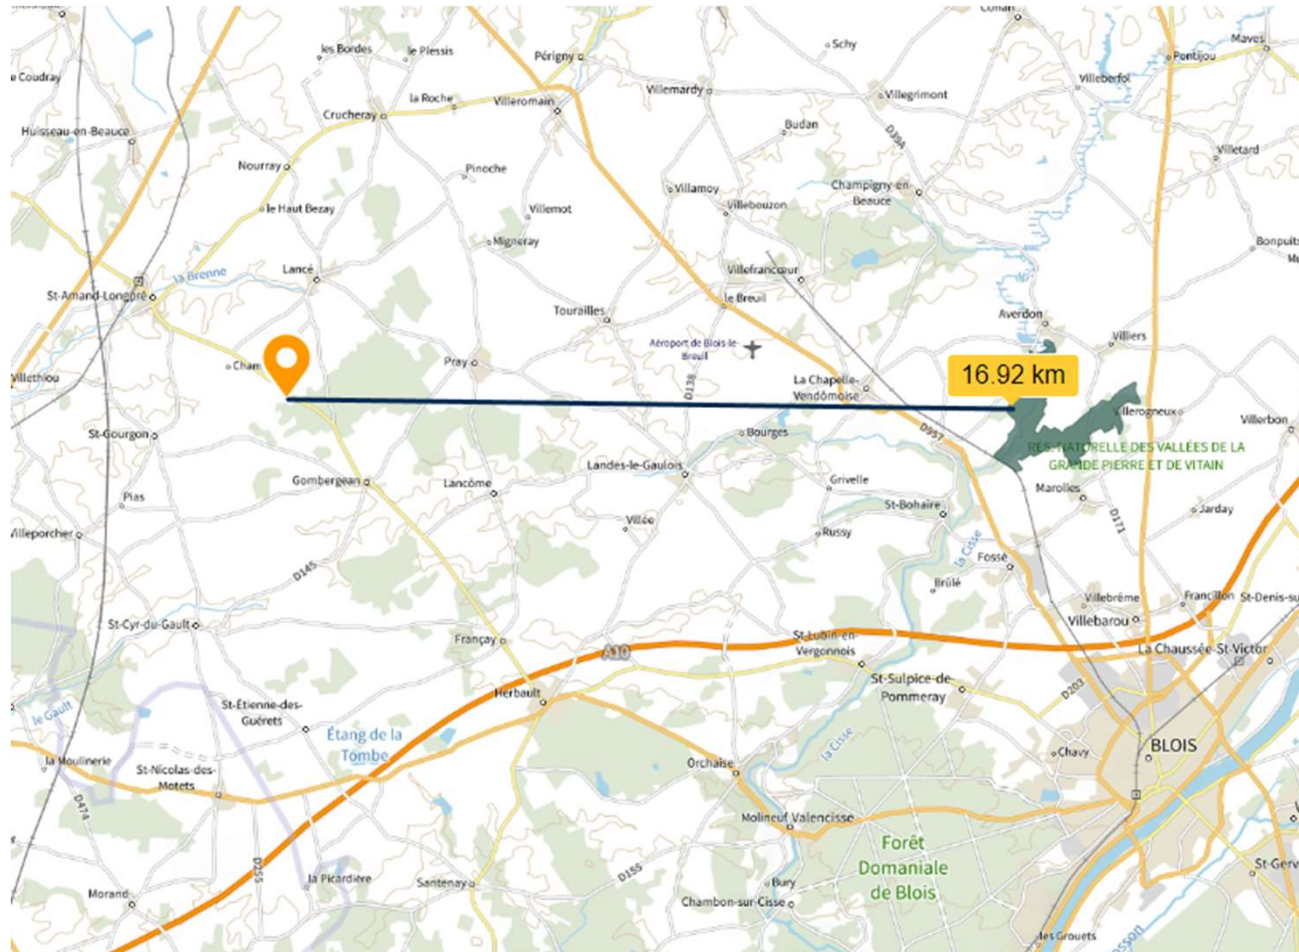 Conan
les Bordes
le Plessis
Périgny
Schy
Maves
Pontijou
e Coudray
Villeberfol
la Roche
Villeromain
Villemardy
Villegrimont
Crucheray
Huisseau-en-Beauce
Budan
D39A
Villetard
Nourray
Pinoche
Villamoy
Champigny-en-
Beauce
le Haut Bezay
Villemot
Villebouzon
Migneray
Bonpuits
la Brenne
Lancé
Villefrancœur
St-Amand-Longpré
le Breuil
Tourailles
Averdon
Villiers
Aéroport de Blois-le-
Breuil
Cham
Pray
16.92 km
Villethiou
D138
La Chapelle-
Vendômoise
Villerogneux
Villerbon
St-Gourgon
Bourges
D957
RÉS. NATURELLE DES VALLÉES DE LA
GRANDE PIERRE ET DE VITAIN
Landes-le-Gaulois
Gombergean
Lancôme
Grivelle
Marolles
Pias
St-Bohaire
Jarday
Villeporcher
Villée
Russy
D171
la Cisse
Fossé
D145
Brûlé
Villebrême
Francillon
St-Denis-su
St-Cyr-du-Gault
Villebarou
Françay
A10
St-Lubin-en-
Vergonnois
La Chaussée-St-Victor
St-Sulpice-de-
Pommeray
D203
Herbault
le Gault
St-Étienne-des-
Guérets
Étang de la
Tombe
la Cisse
BLOIS
Chavy
la Moulinerie
St-Nicolas-des-
Motets
Orchaise
D474
Molineuf
Valencisse
Forêt
Domaniale
de Blois
D255
la Picardière
Santenay
D155
Bury
St-Gerv
Morand
Chambon-sur-Cisse
les Grouets
osson